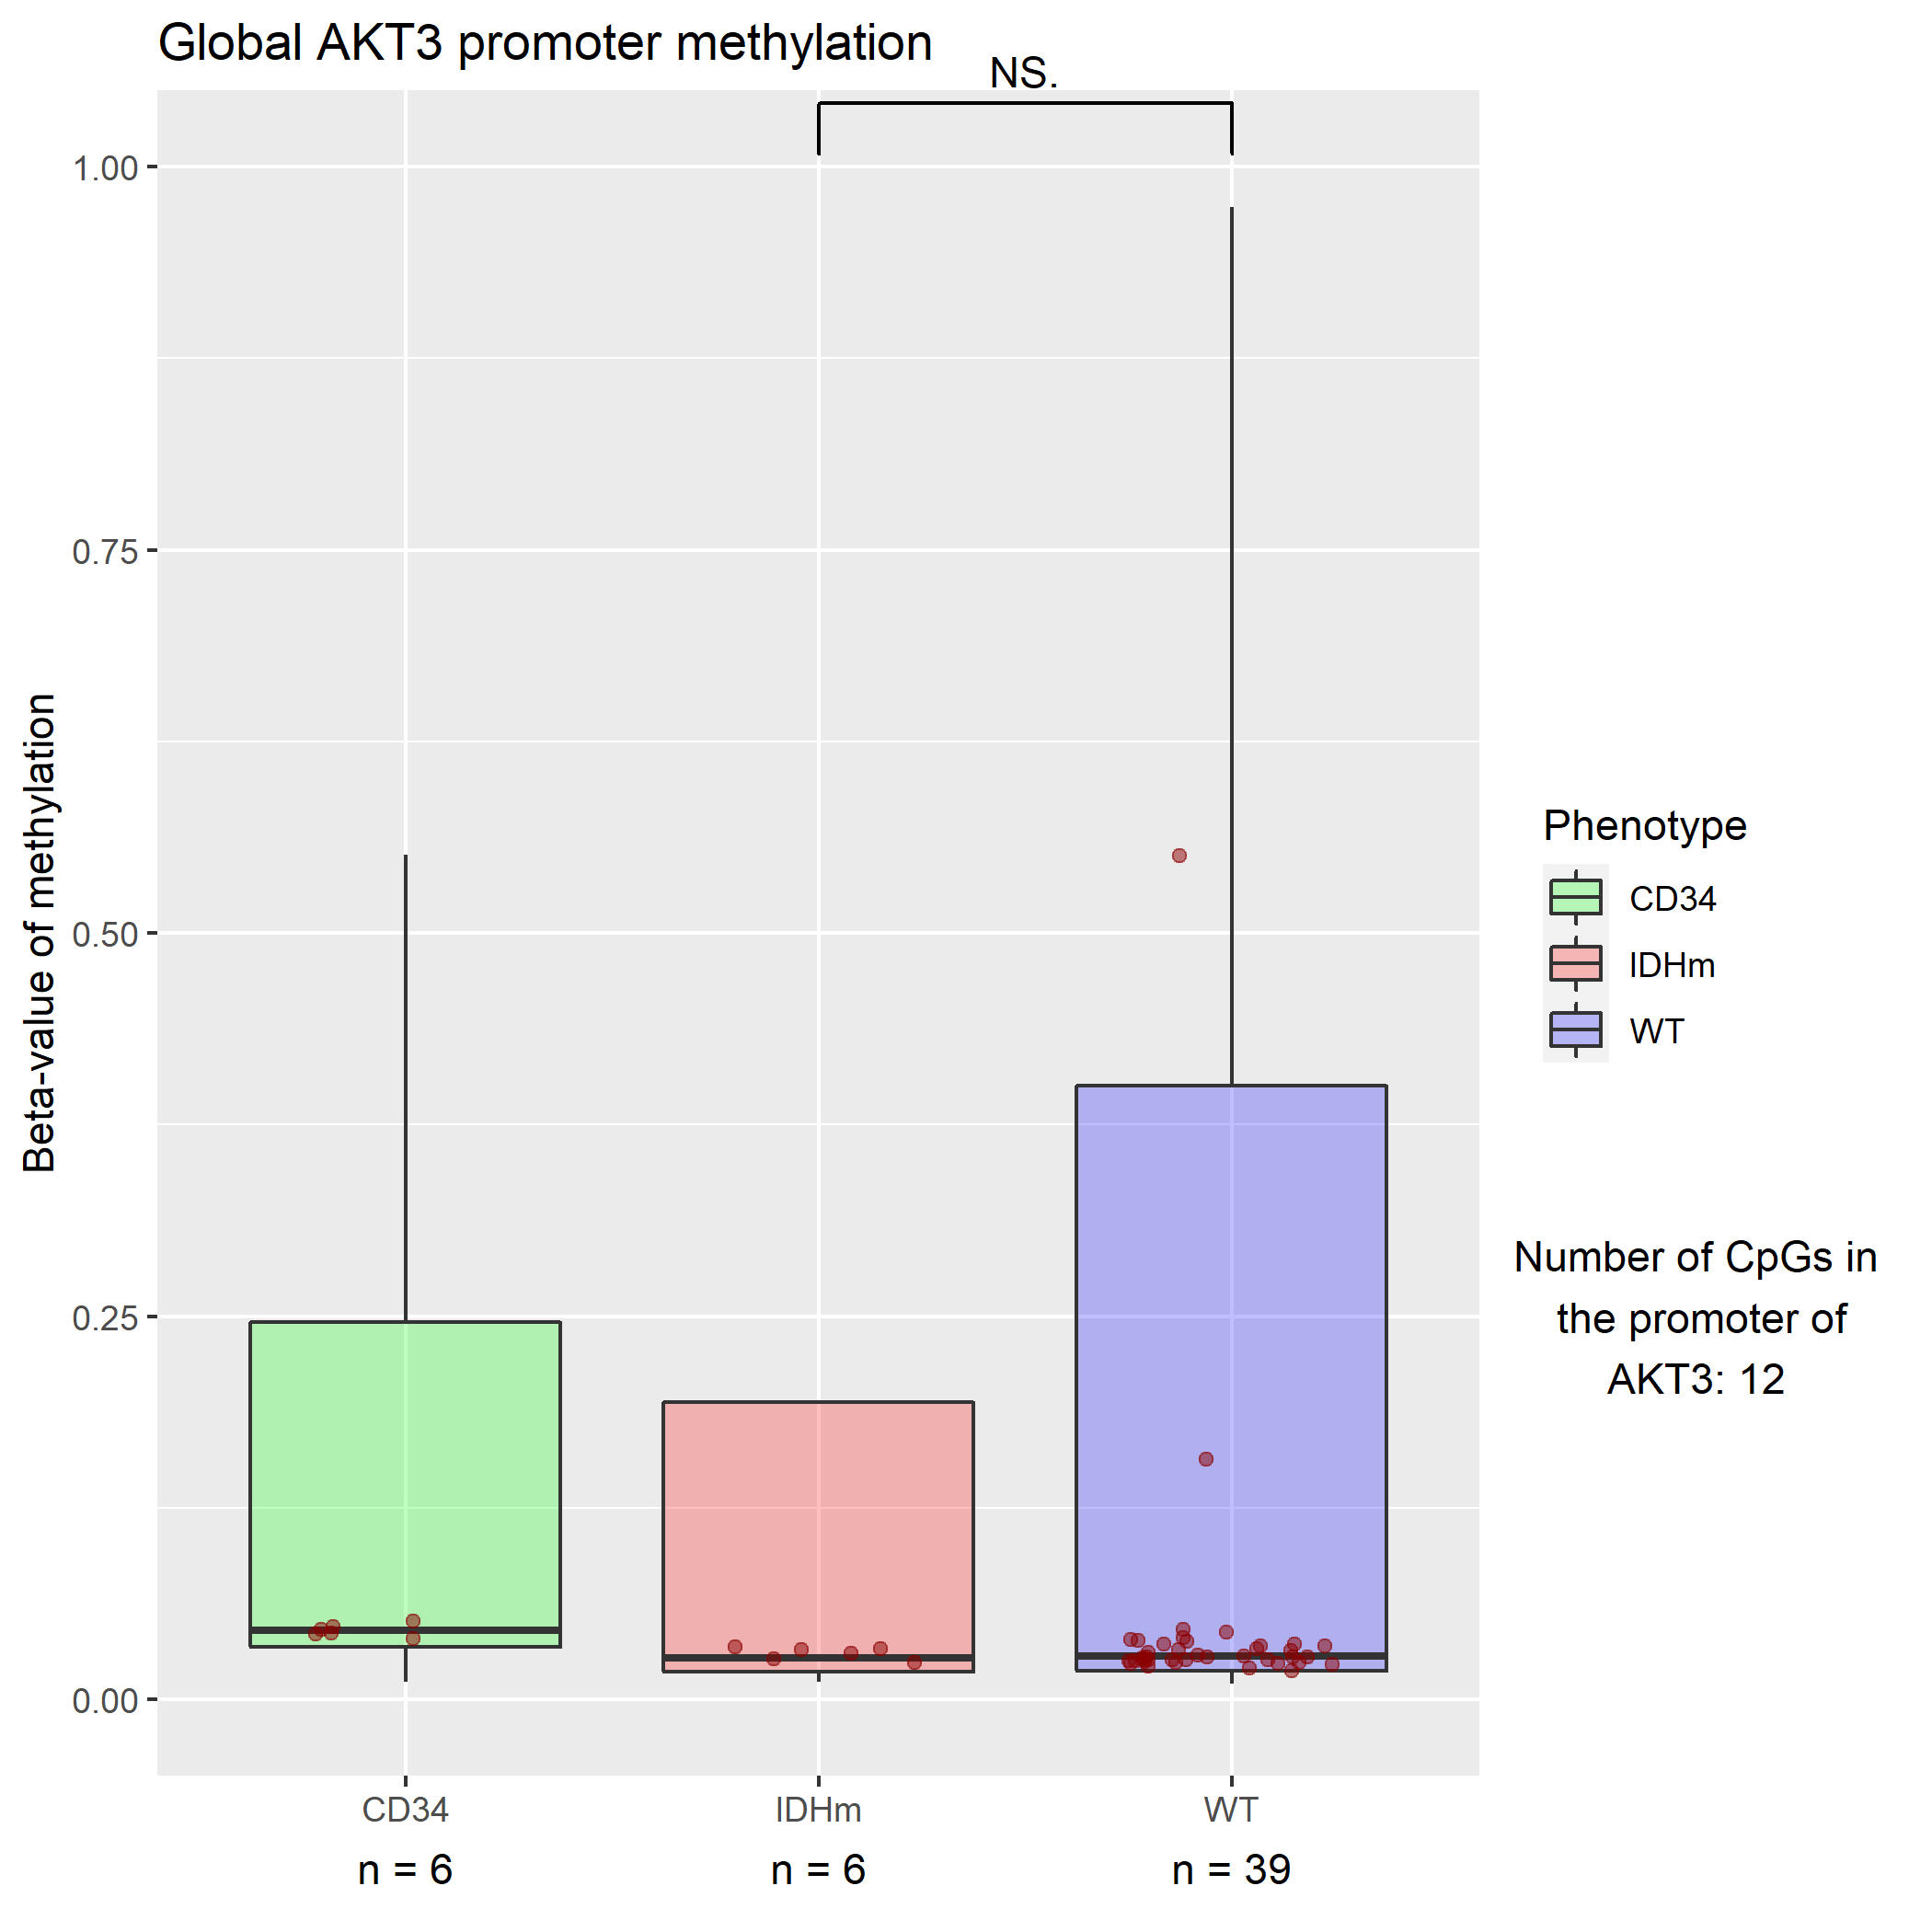 Global AKT3 promoter methylation
NS.
1.00
0.75
0.50
0.25
0.00
Beta-value of methylation
CD34
IDHm
WT
n = 6
n = 6
n = 39
Phenotype
CD34
IDHm
WT
Number of CpGs in
the promoter of
AKT3: 12